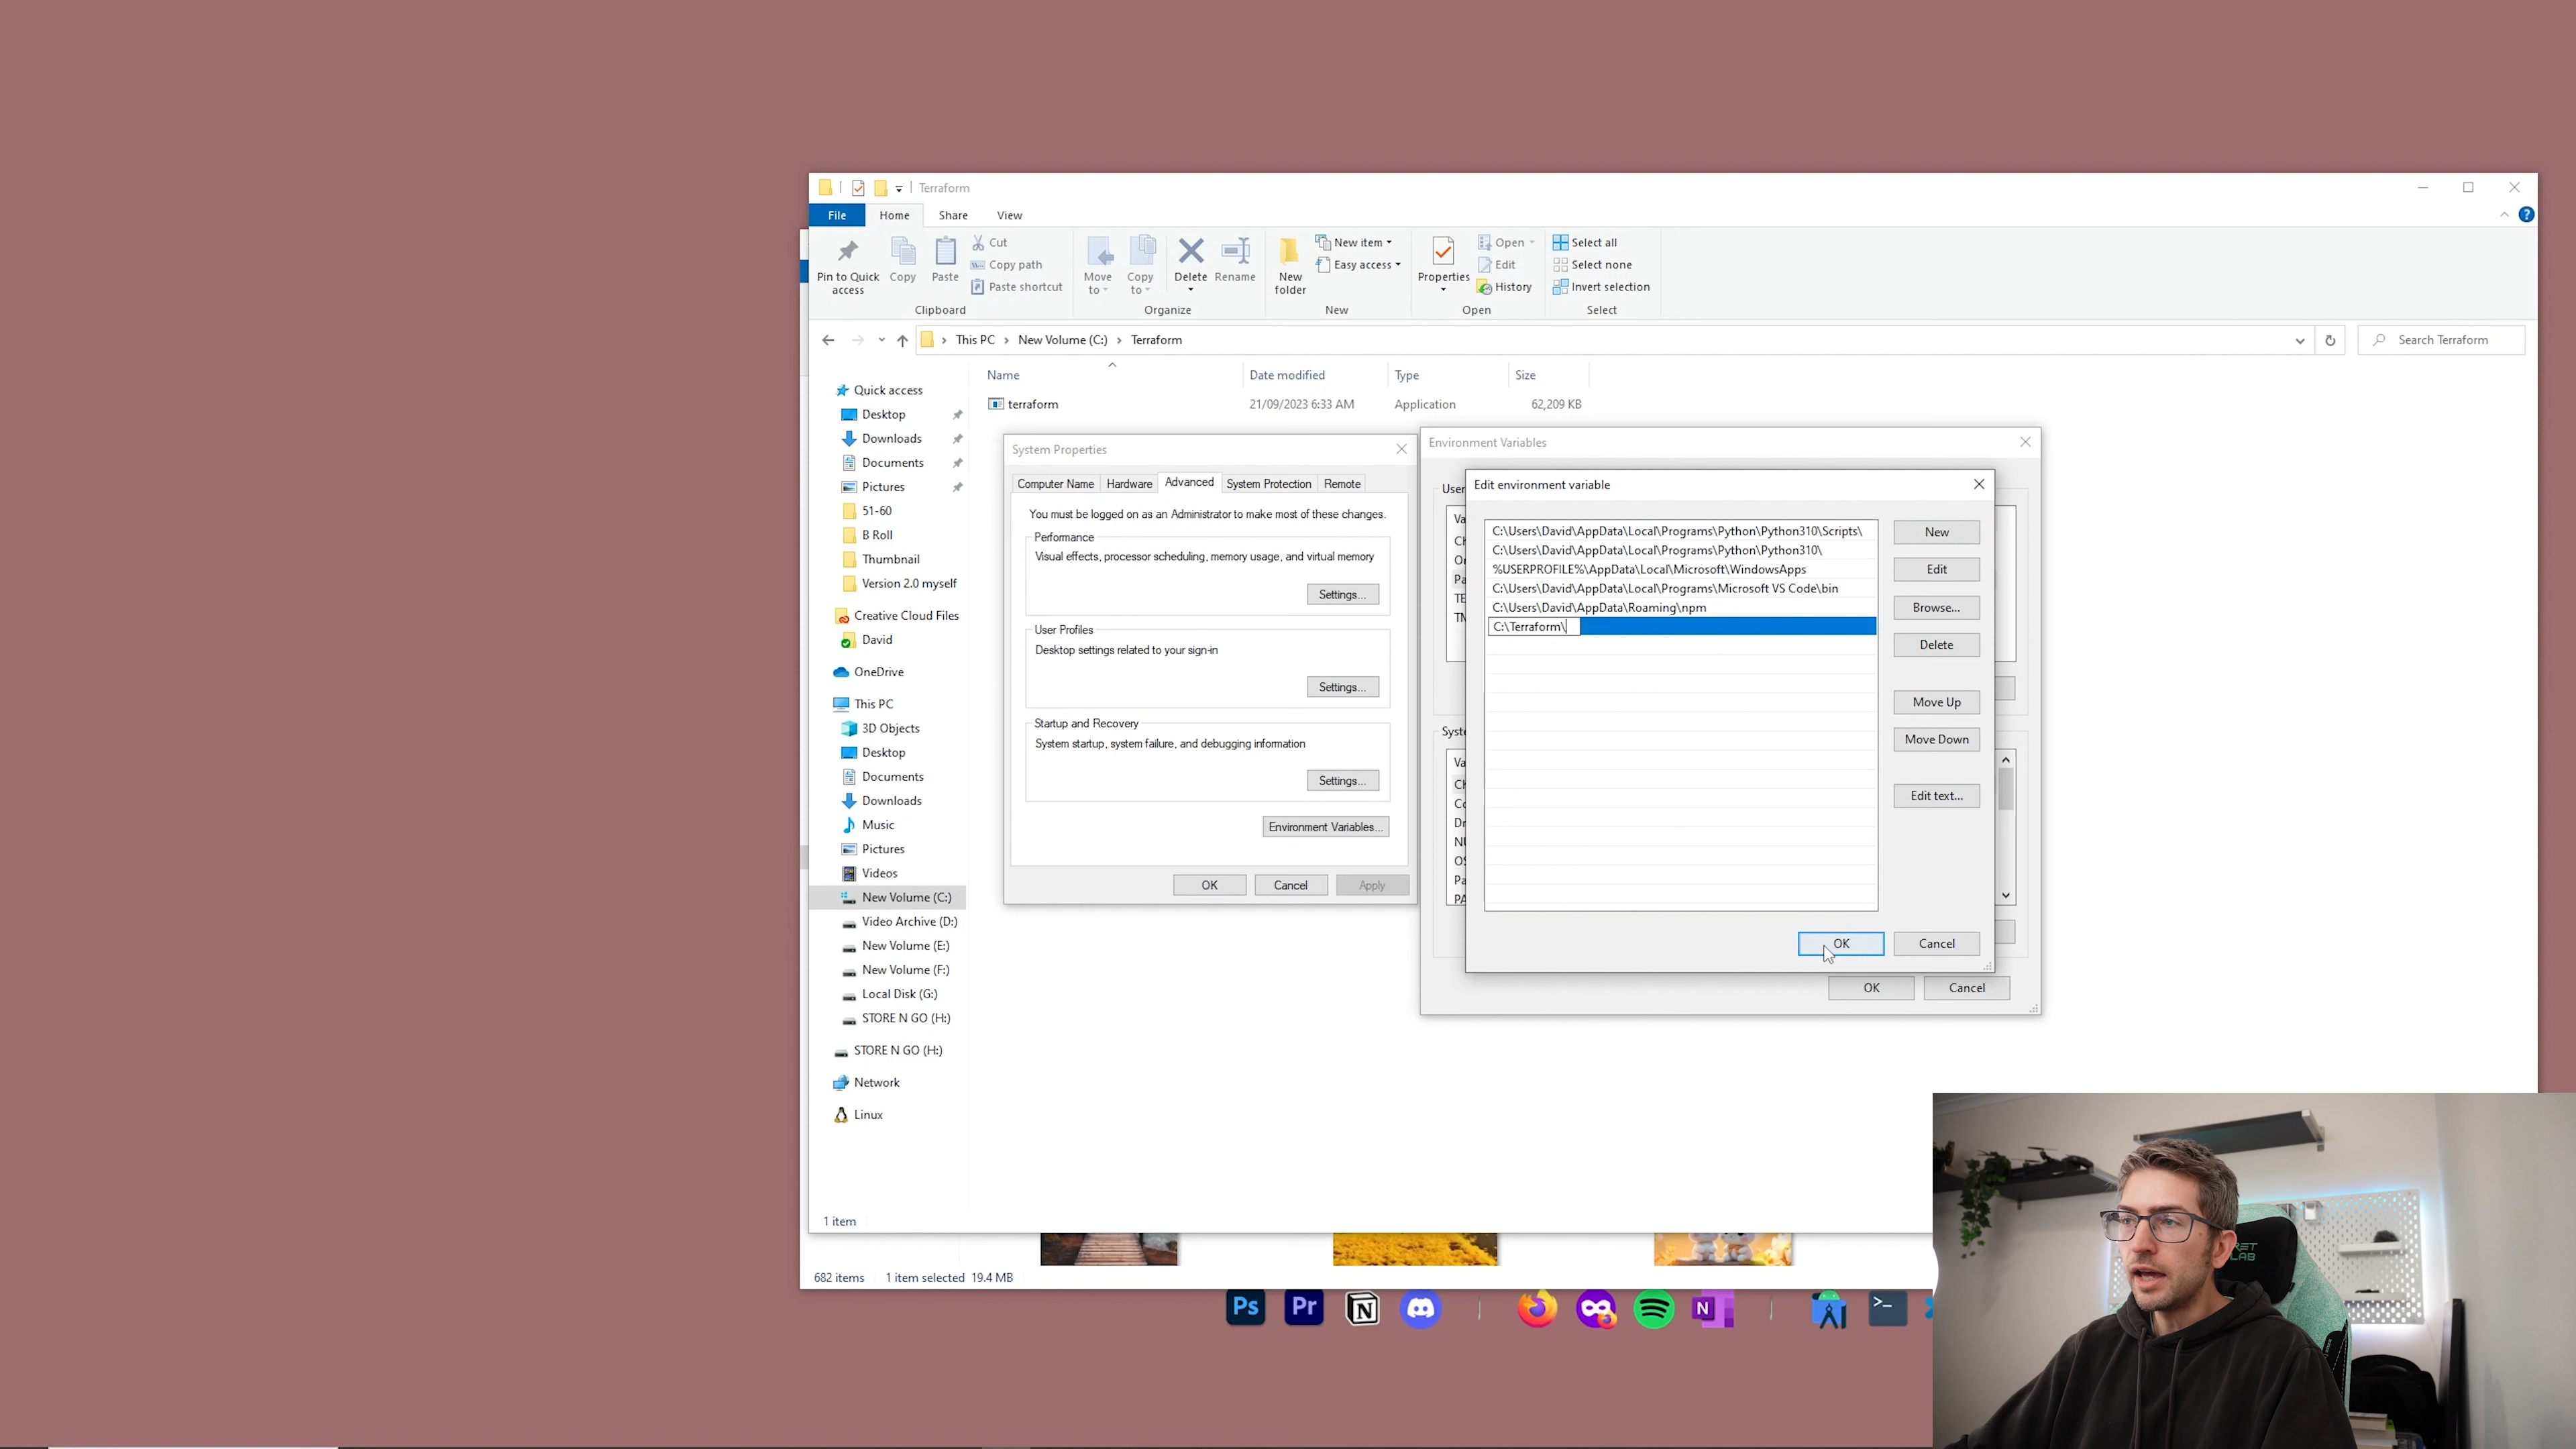 Terraform
File Home Share View
Pin to Quick access
Copy
Paste
Cut
Copy path
Paste shortcut
Clipboard
Move to
Copy to
Delete
Rename
Organize
New folder
New item
Easy access
New
Properties
Open
Edit
History
Open
Select all
Select none
Invert selection
Select
This PC › New Volume (C:) › Terraform
Search Terraform
Name Date modified Type Size
terraform 21/09/2023 6:33 AM Application 62,209 KB
Quick access
Desktop
Downloads
Documents
Pictures
51-60
B Roll
Thumbnail
Version 2.0 myself
Creative Cloud Files
David
OneDrive
This PC
3D Objects
Desktop
Documents
Downloads
Music
Pictures
Videos
New Volume (C:)
Video Archive (D:)
New Volume (E:)
New Volume (F:)
Local Disk (G:)
STORE N GO (H:)
STORE N GO (H:)
Network
Linux
1 item
682 items 1 item selected 19.4 MB
System Properties
Computer Name Hardware Advanced System Protection Remote
You must be logged on as an Administrator to make most of these changes.
Performance
Visual effects, processor scheduling, memory usage, and virtual memory
Settings...
User Profiles
Desktop settings related to your sign-in
Settings...
Startup and Recovery
System startup, system failure, and debugging information
Settings...
Environment Variables...
OK Cancel Apply
Environment Variables
User
Edit environment variable
C:\Users\David\AppData\Local\Programs\Python\Python310\Scripts\
C:\Users\David\AppData\Local\Programs\Python\Python310\
%USERPROFILE%\AppData\Local\Microsoft\WindowsApps
C:\Users\David\AppData\Local\Programs\Microsoft VS Code\bin
C:\Users\David\AppData\Roaming\npm
C:\Terraform\
New
Edit
Browse...
Delete
Move Up
Move Down
Edit text...
OK Cancel
OK Cancel
Ps Pr N N